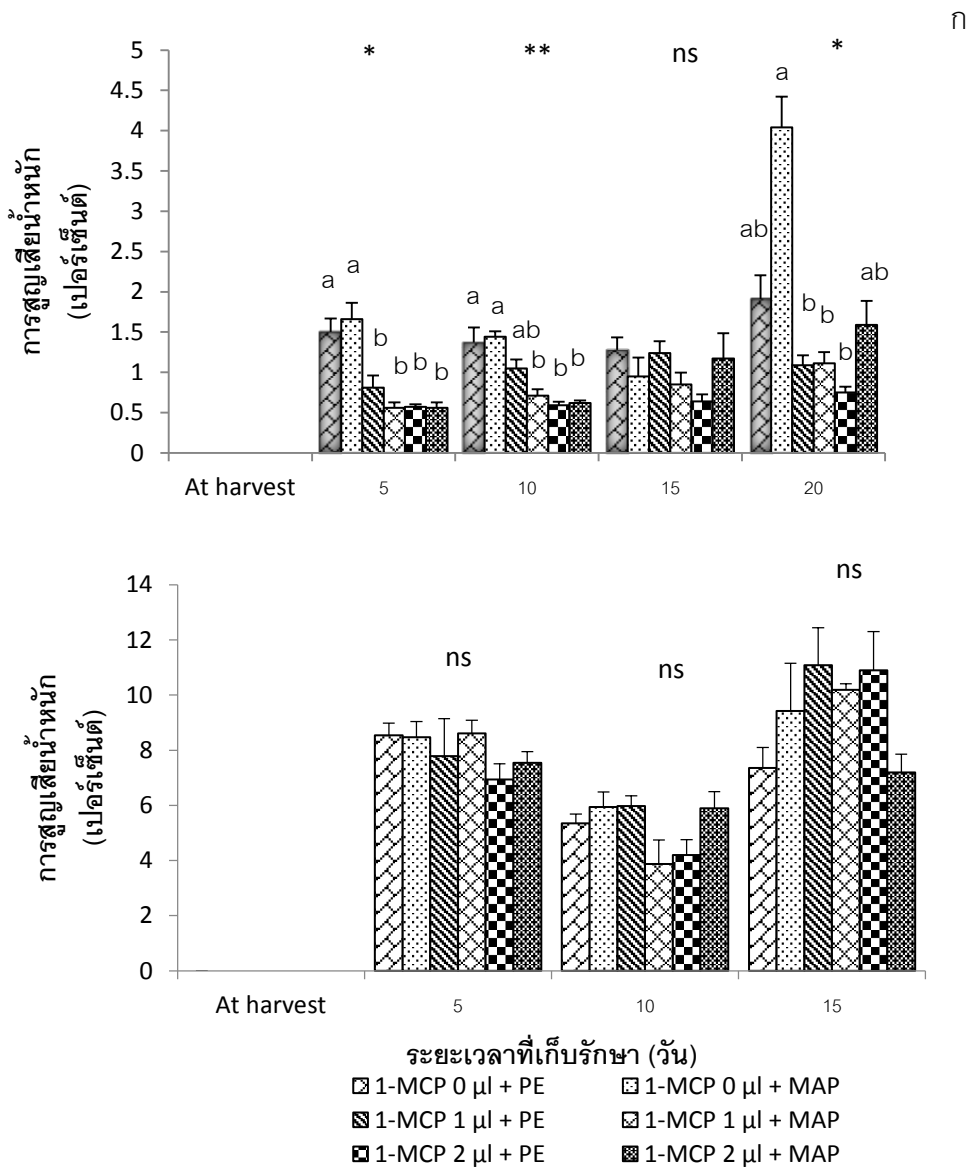 ก
* ** ns *
5
4.5
4
3.5
3
2.5
2
1.5
1
0.5
0
การสูญเสียน้ำหนัก
(เปอร์เซ็นต์)
a a b b b b
a a ab b b b
ab a b b b ab
At harvest 5 10 15 20
14
12
10
8
6
4
2
0
การสูญเสียน้ำหนัก
(เปอร์เซ็นต์)
ns ns ns
At harvest 5 10 15
ระยะเวลาที่เก็บรักษา (วัน)
1-MCP 0 µl + PE 1-MCP 0 µl + MAP
1-MCP 1 µl + PE 1-MCP 1 µl + MAP
1-MCP 2 µl + PE 1-MCP 2 µl + MAP